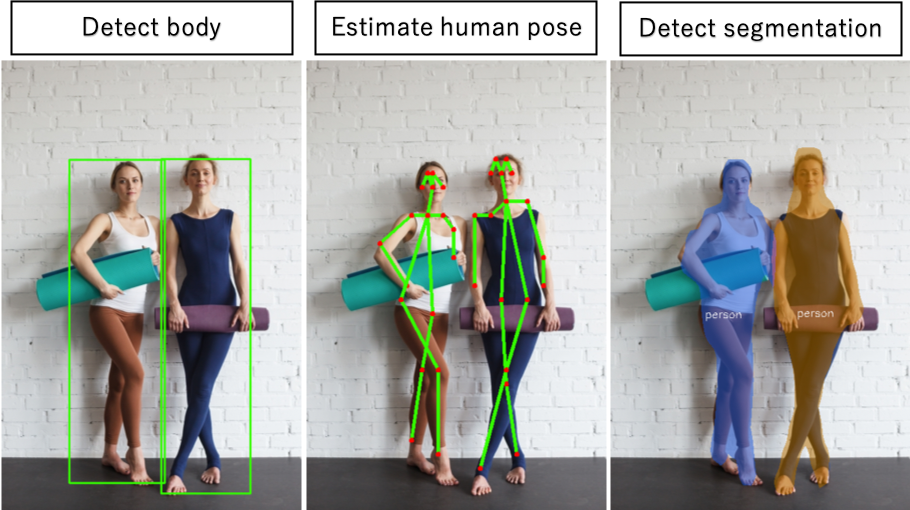 Detect body
Estimate human pose
Detect segmentation
person
person